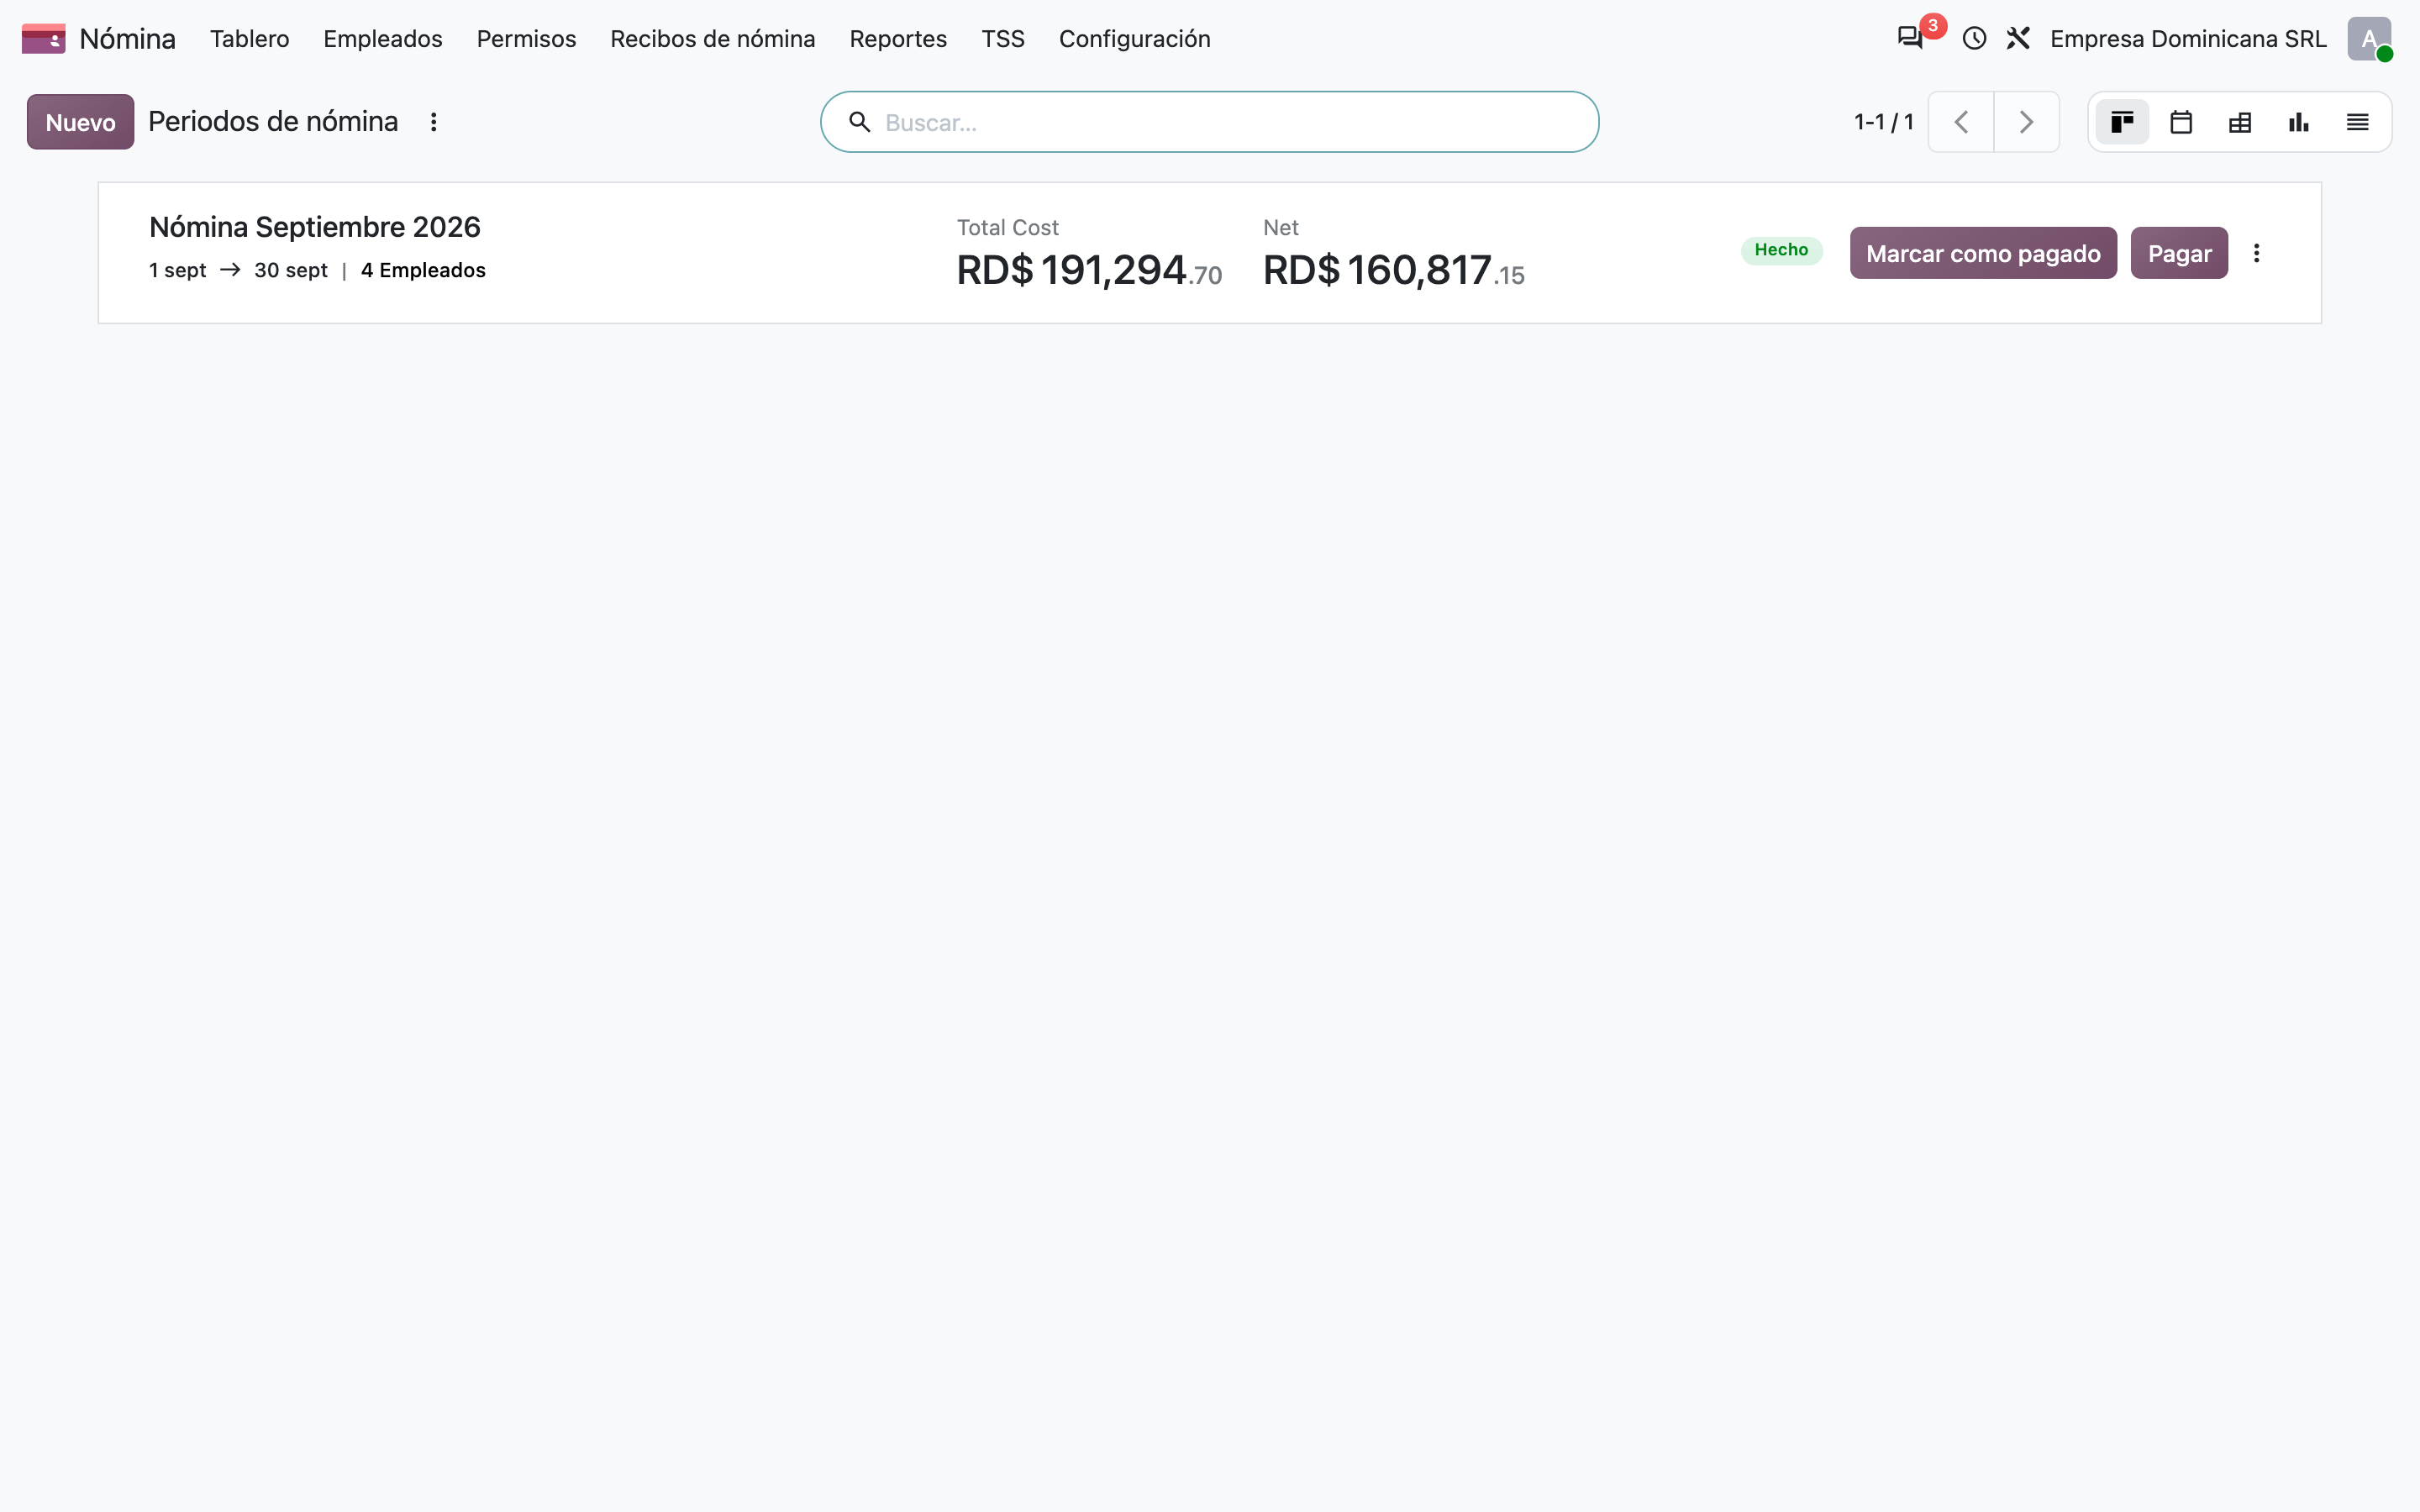 Nómina Tablero Empleados Permisos Recibos de nómina Reportes TSS Configuración 3 Empresa Dominicana SRL A
Nuevo Periodos de nómina Buscar... 1-1 / 1
Nómina Septiembre 2026 Total Cost Net
1 sept → 30 sept | 4 Empleados RD$ 191,294.70 RD$ 160,817.15 Hecho Marcar como pagado Pagar